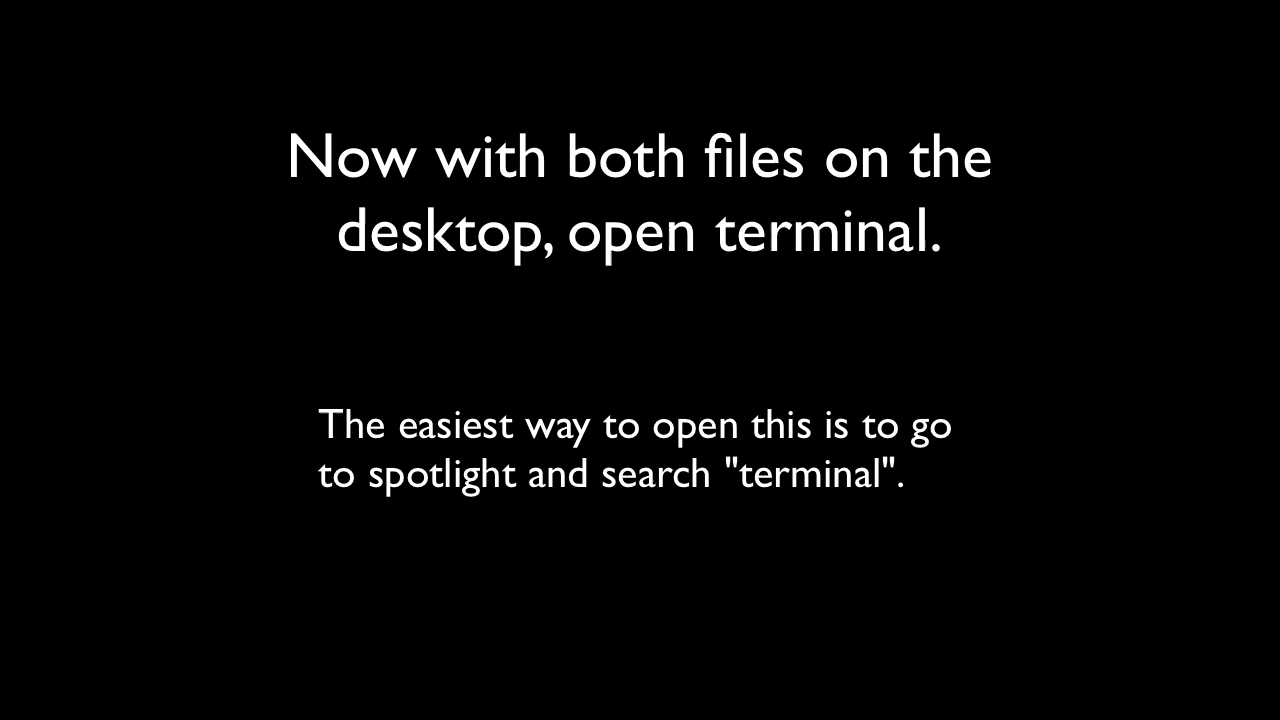 Now with both files on the
desktop, open terminal.
The easiest way to open this is to go
to spotlight and search "terminal".